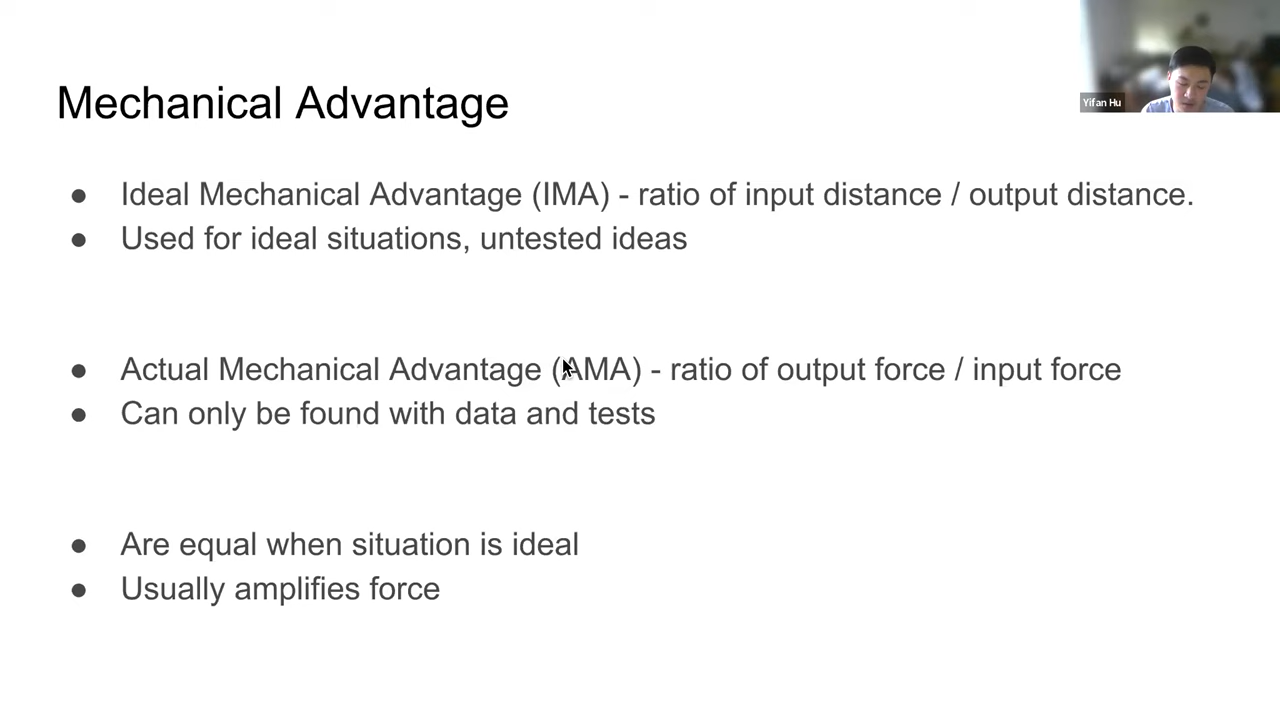 Yifan Hu
Mechanical Advantage
● Ideal Mechanical Advantage (IMA) - ratio of input distance / output distance.
● Used for ideal situations, untested ideas
● Actual Mechanical Advantage (AMA) - ratio of output force / input force
● Can only be found with data and tests
● Are equal when situation is ideal
● Usually amplifies force